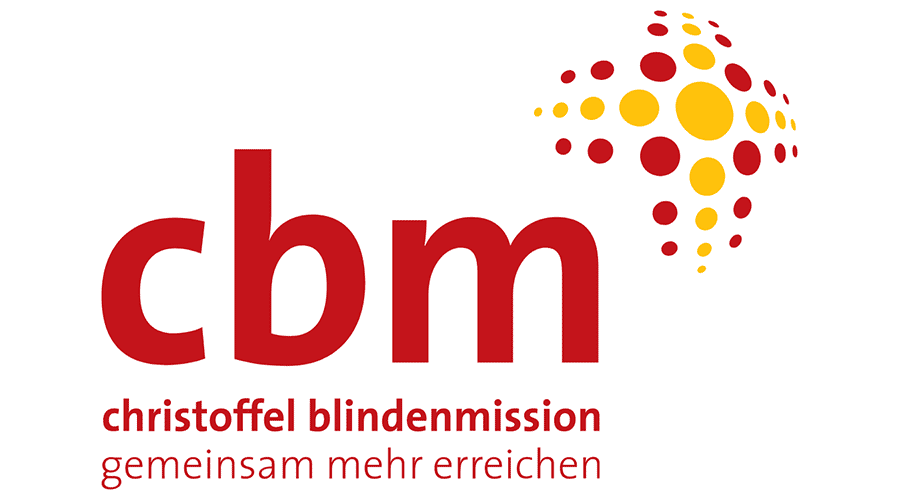 cbm
christoffel blindenmission
gemeinsam mehr erreichen